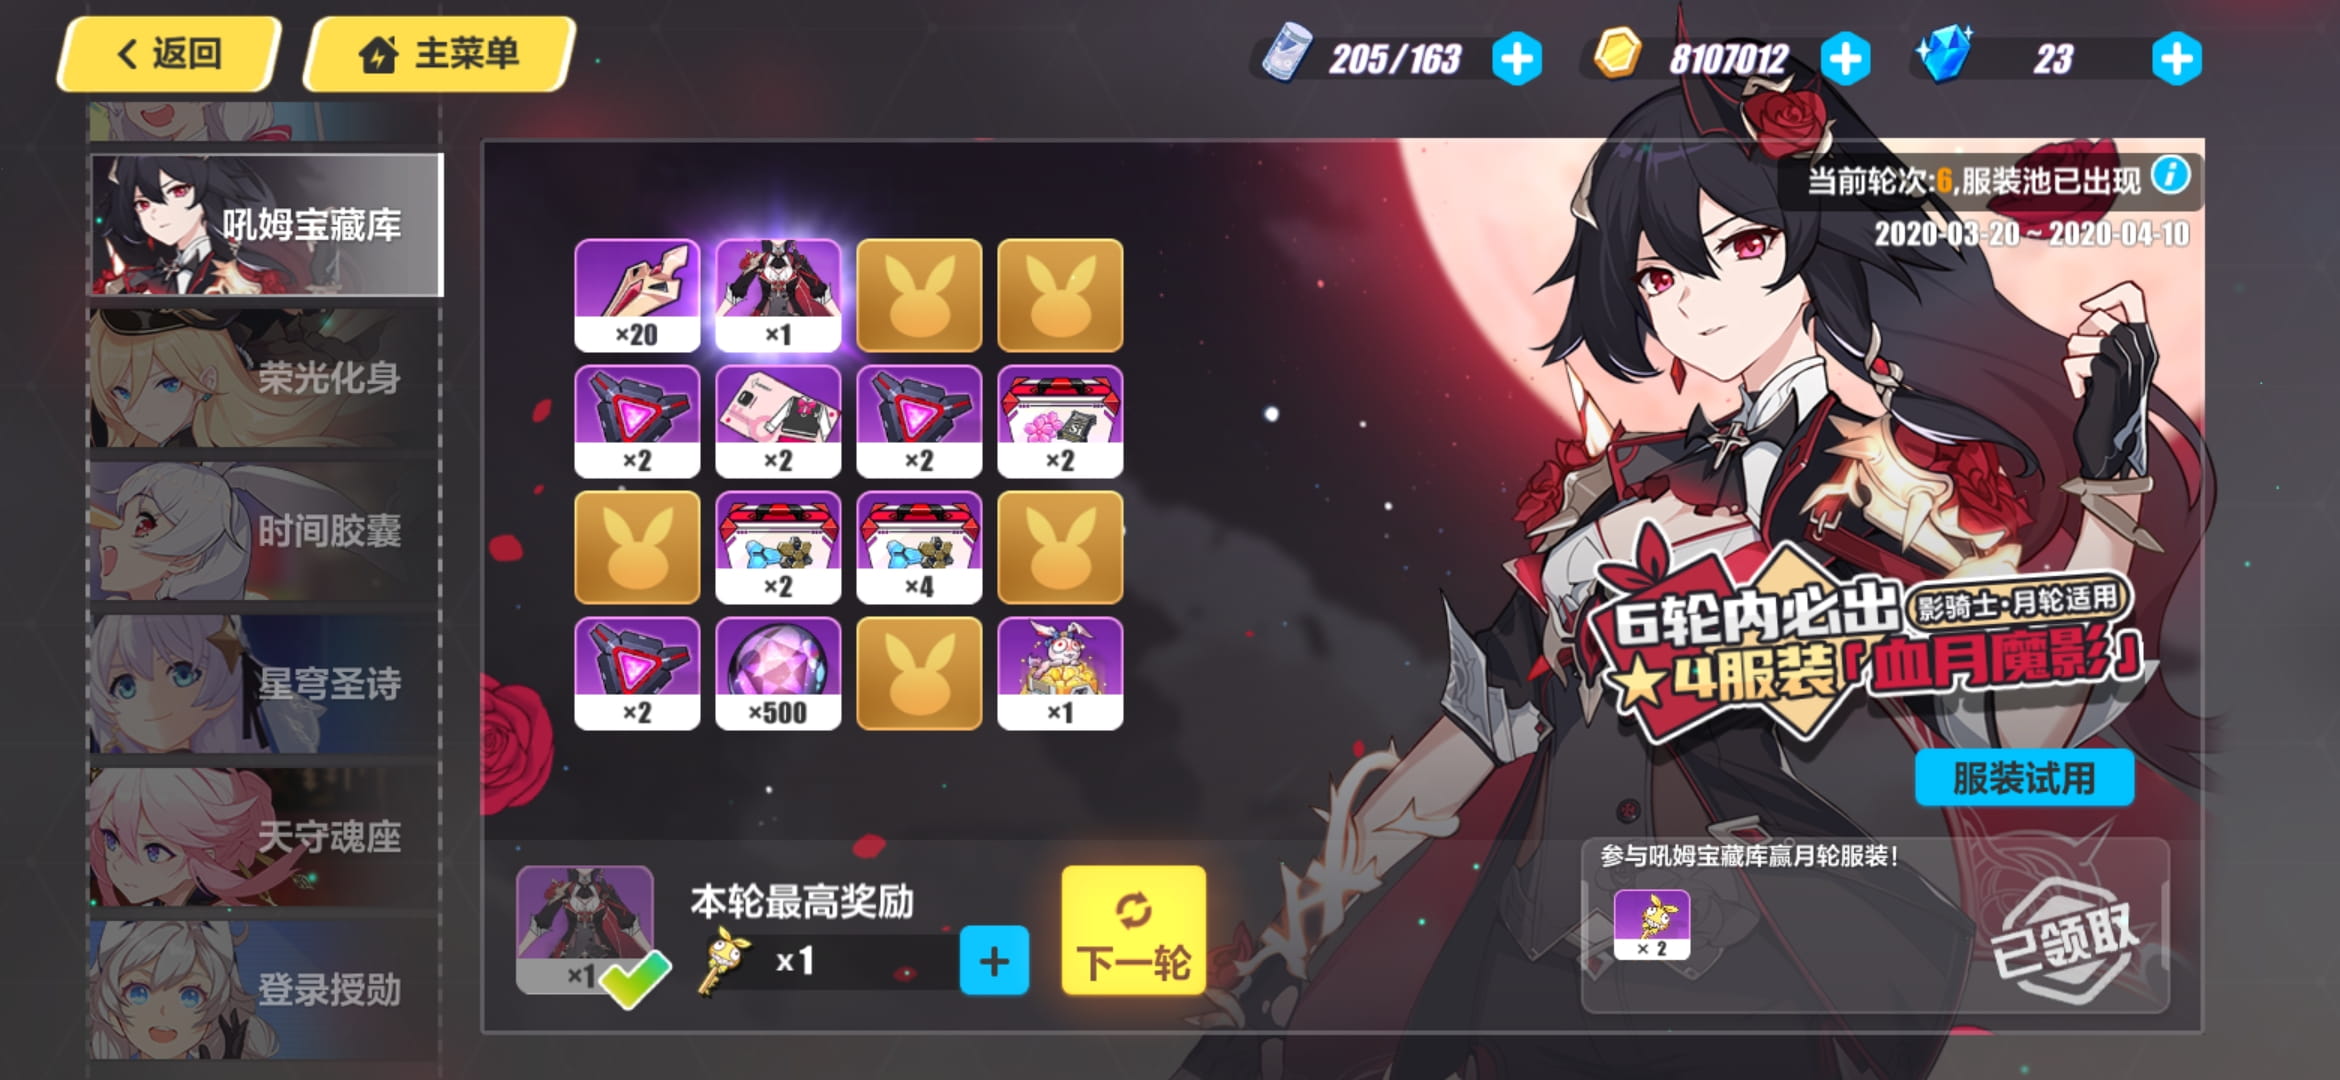 返回
主菜单
205/163
8107012
23
吼姆宝藏库
荣光化身
时间胶囊
星穹圣诗
天守魂座
登录授勋
当前轮次:6,服装池已出现
2020-03-20 ~ 2020-04-10
×20
×1
×2
×2
×2
×2
×2
×4
×2
×500
×1
6轮内必出
影骑士·月轮适用
★4服装「血月魔影」
服装试用
×1
本轮最高奖励
x1
下一轮
参与吼姆宝藏库赢月轮服装!
× 2
已领取